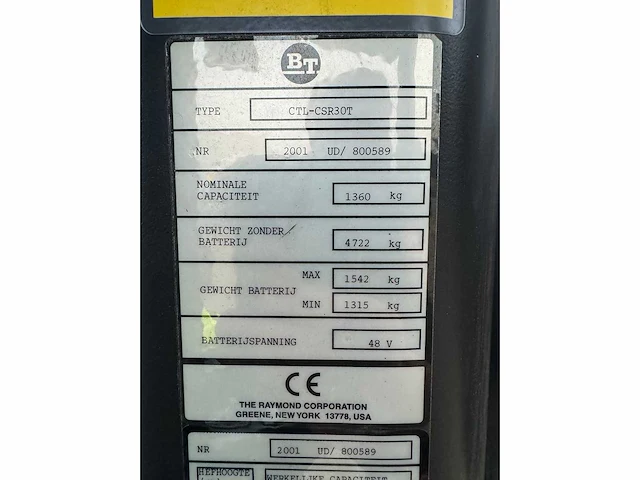 BT
TYPE CTL-CSR30T
NR 2001 UD/ 800589
NOMINALE
CAPACITEIT 1360 kg
GEWICHT ZONDER
BATTERIJ 4722 kg
GEWICHT BATTERIJ MAX 1542 kg
MIN 1315 kg
BATTERIJSPANNING 48 V
CE
THE RAYMOND CORPORATION
GREENE, NEW YORK 13778, USA
NR 2001 UD/ 800589
HEFHOOGTE WERKELIJKE CAPACITEIT